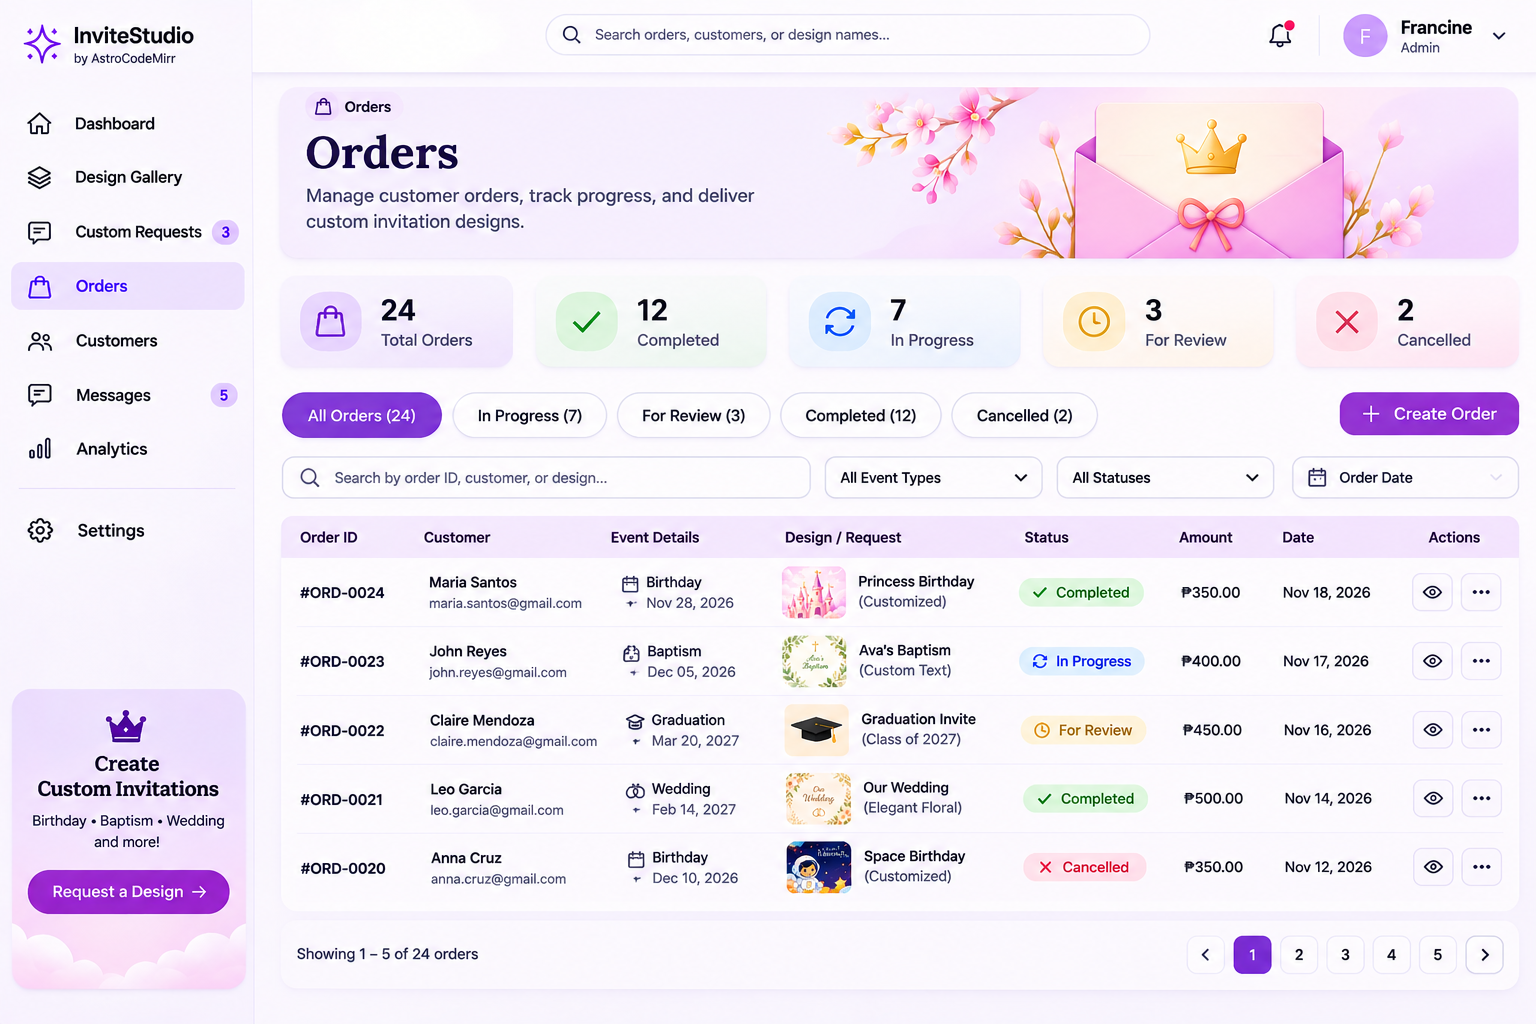 InviteStudio
by AstroCodeMirr
Search orders, customers, or design names...
F
Francine
Admin
Dashboard
Design Gallery
Custom Requests 3
Orders
Customers
Messages 5
Analytics
Settings
Create
Custom Invitations
Birthday • Baptism • Wedding
and more!
Request a Design →
Orders
Orders
Manage customer orders, track progress, and deliver
custom invitation designs.
24
Total Orders
12
Completed
7
In Progress
3
For Review
2
Cancelled
All Orders (24)
In Progress (7)
For Review (3)
Completed (12)
Cancelled (2)
+ Create Order
Search by order ID, customer, or design...
All Event Types
All Statuses
Order Date
Order ID Customer Event Details Design / Request Status Amount Date Actions
#ORD-0024
Maria Santos
maria.santos@gmail.com
Birthday
Nov 28, 2026
Princess Birthday
(Customized)
Completed
₱350.00
Nov 18, 2026
#ORD-0023
John Reyes
john.reyes@gmail.com
Baptism
Dec 05, 2026
Ava's
Baptism
Ava's Baptism
(Custom Text)
In Progress
₱400.00
Nov 17, 2026
#ORD-0022
Claire Mendoza
claire.mendoza@gmail.com
Graduation
Mar 20, 2027
Graduation Invite
(Class of 2027)
For Review
₱450.00
Nov 16, 2026
#ORD-0021
Leo Garcia
leo.garcia@gmail.com
Wedding
Feb 14, 2027
Our
Wedding
Our Wedding
(Elegant Floral)
Completed
₱500.00
Nov 14, 2026
#ORD-0020
Anna Cruz
anna.cruz@gmail.com
Birthday
Dec 10, 2026
Space Birthday
(Customized)
Cancelled
₱350.00
Nov 12, 2026
Showing 1 – 5 of 24 orders
1 2 3 4 5